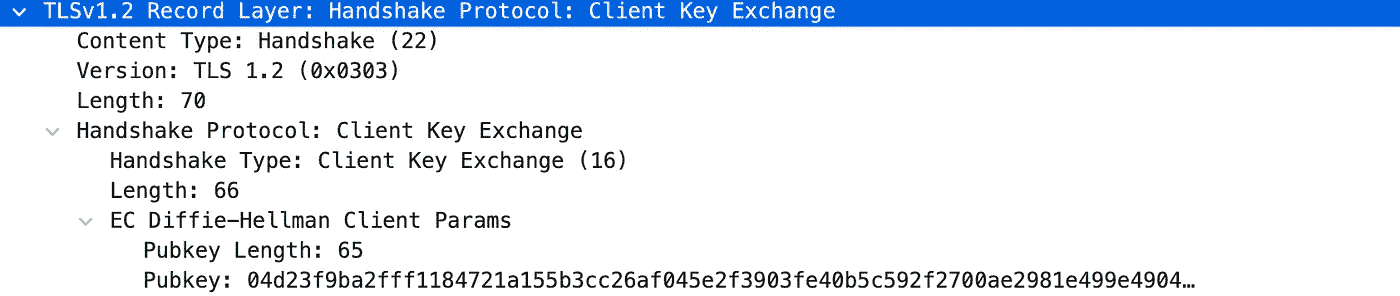 TLSv1.2 Record Layer: Handshake Protocol: Client Key Exchange
Content Type: Handshake (22)
Version: TLS 1.2 (0x0303)
Length: 70
Handshake Protocol: Client Key Exchange
Handshake Type: Client Key Exchange (16)
Length: 66
EC Diffie-Hellman Client Params
Pubkey Length: 65
Pubkey: 04d23f9ba2fff1184721a155b3cc26af045e2f3903fe40b5c592f2700ae2981e499e4904…